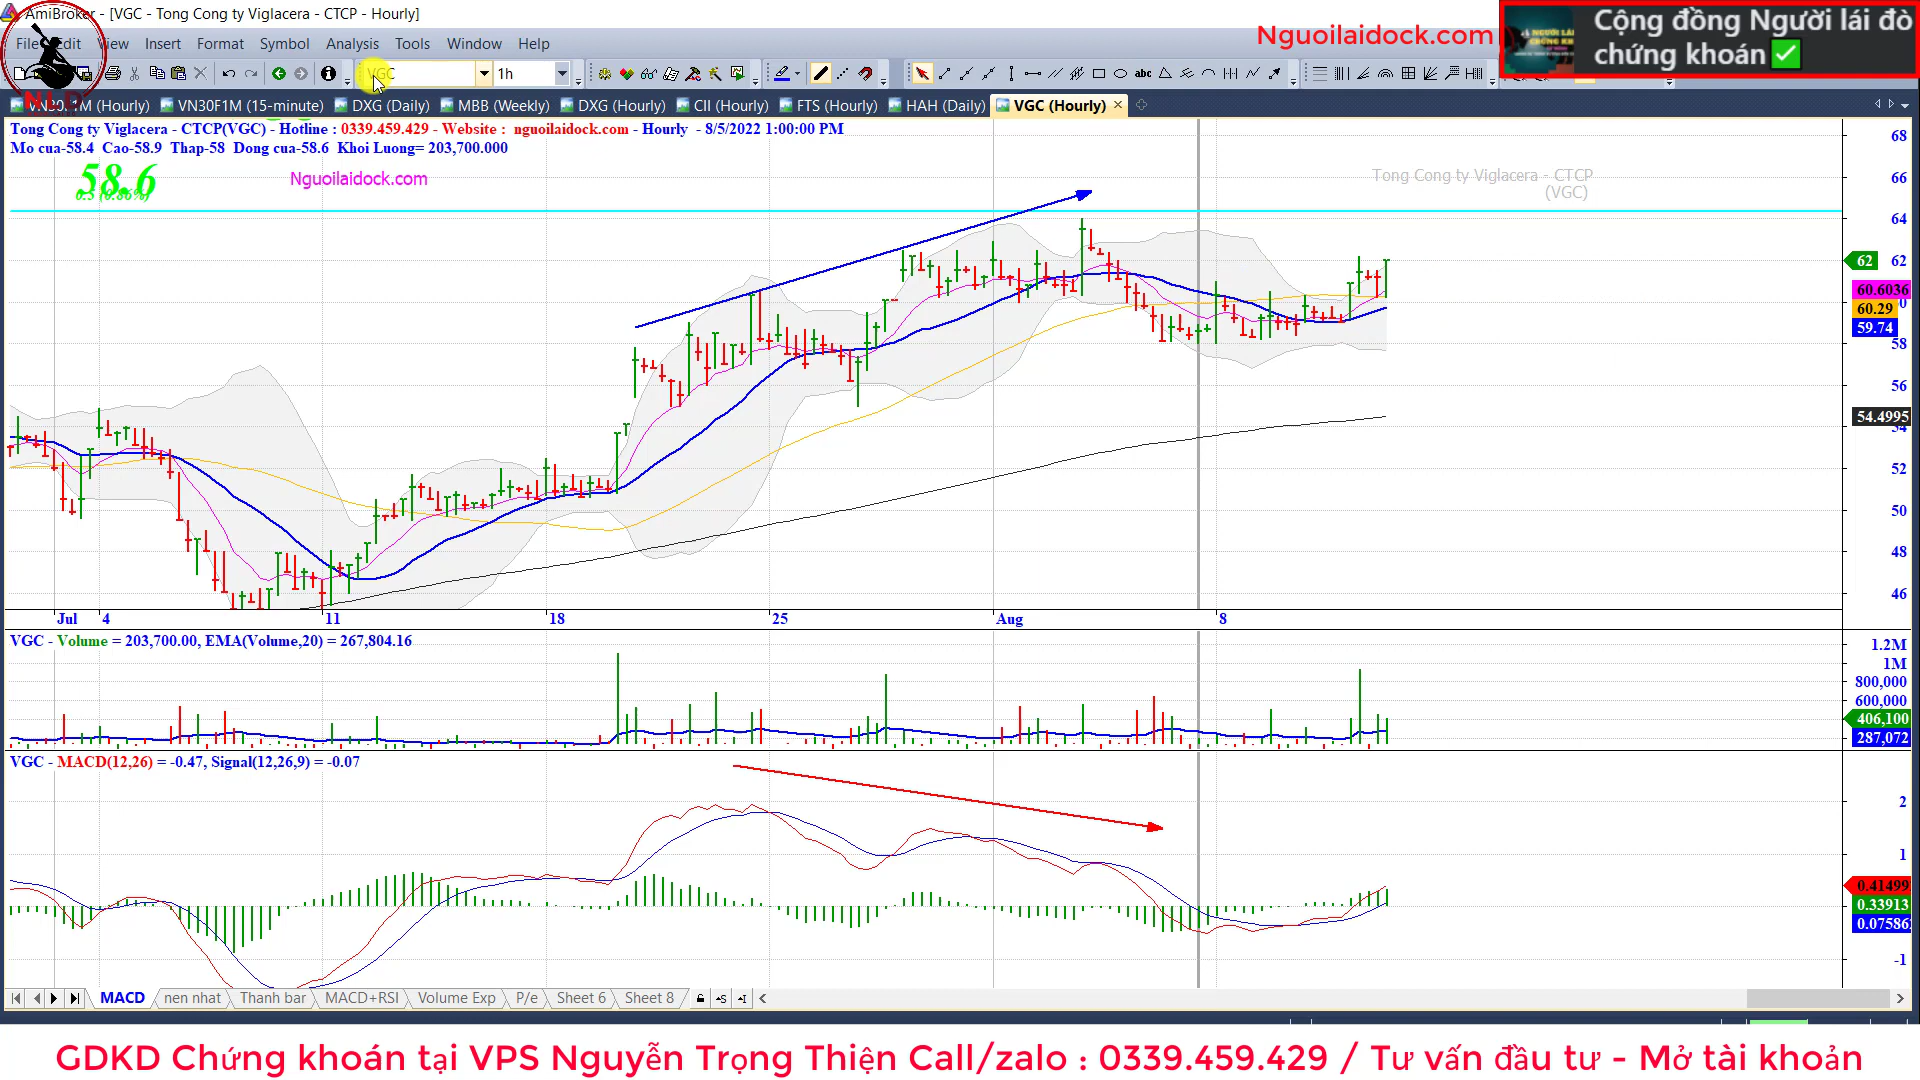 AmiBroker - [VGC - Tong Cong ty Viglacera - CTCP - Hourly]
File Edit View Insert Format Symbol Analysis Tools Window Help
Nguoilaidock.com
Cộng đồng Người lái đò
chứng khoán
VGC 1h
abc
VN30F1M (Hourly) VN30F1M (15-minute) DXG (Daily) MBB (Weekly) DXG (Hourly) CII (Hourly) FTS (Hourly) HAH (Daily) VGC (Hourly)
Tong Cong ty Viglacera - CTCP(VGC) - Hotline : 0339.459.429 - Website : nguoilaidock.com - Hourly - 8/5/2022 1:00:00 PM
Mo cua-58.4 Cao-58.9 Thap-58 Dong cua-58.6 Khoi Luong= 203,700.000
58.6
0.5 (0.86%)
Nguoilaidock.com
Tong Cong ty Viglacera - CTCP
(VGC)
68
66
64
62
62
60.6036
60.29
59.74
58
56
54.4995
54
52
50
48
46
Jul 4 11 18 25 Aug 8
VGC - Volume = 203,700.00, EMA(Volume,20) = 267,804.16
1.2M
1M
800,000
600,000
406,100
287,072
VGC - MACD(12,26) = -0.47, Signal(12,26,9) = -0.07
2
1
0.41499
0.33913
0.07586
-1
MACD nen nhat Thanh bar MACD+RSI Volume Exp P/e Sheet 6 Sheet 8
GDKD Chứng khoán tại VPS Nguyễn Trọng Thiện Call/zalo : 0339.459.429 / Tư vấn đầu tư - Mở tài khoản